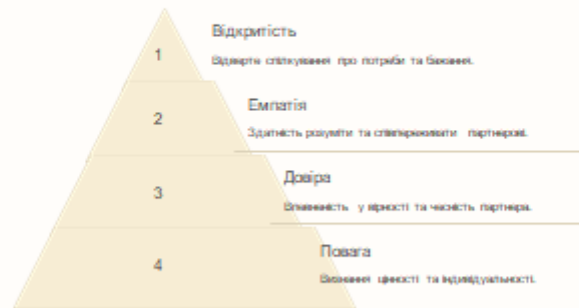 Відкритість
1
Відверте спілкування про потреби та бажання.
Емпатія
2
Здатність розуміти та співпереживати партнерові.
Довіра
Впевненість у вірності та чесність партнера.
3
Повага
4
Визнання цінності та індивідуальності.